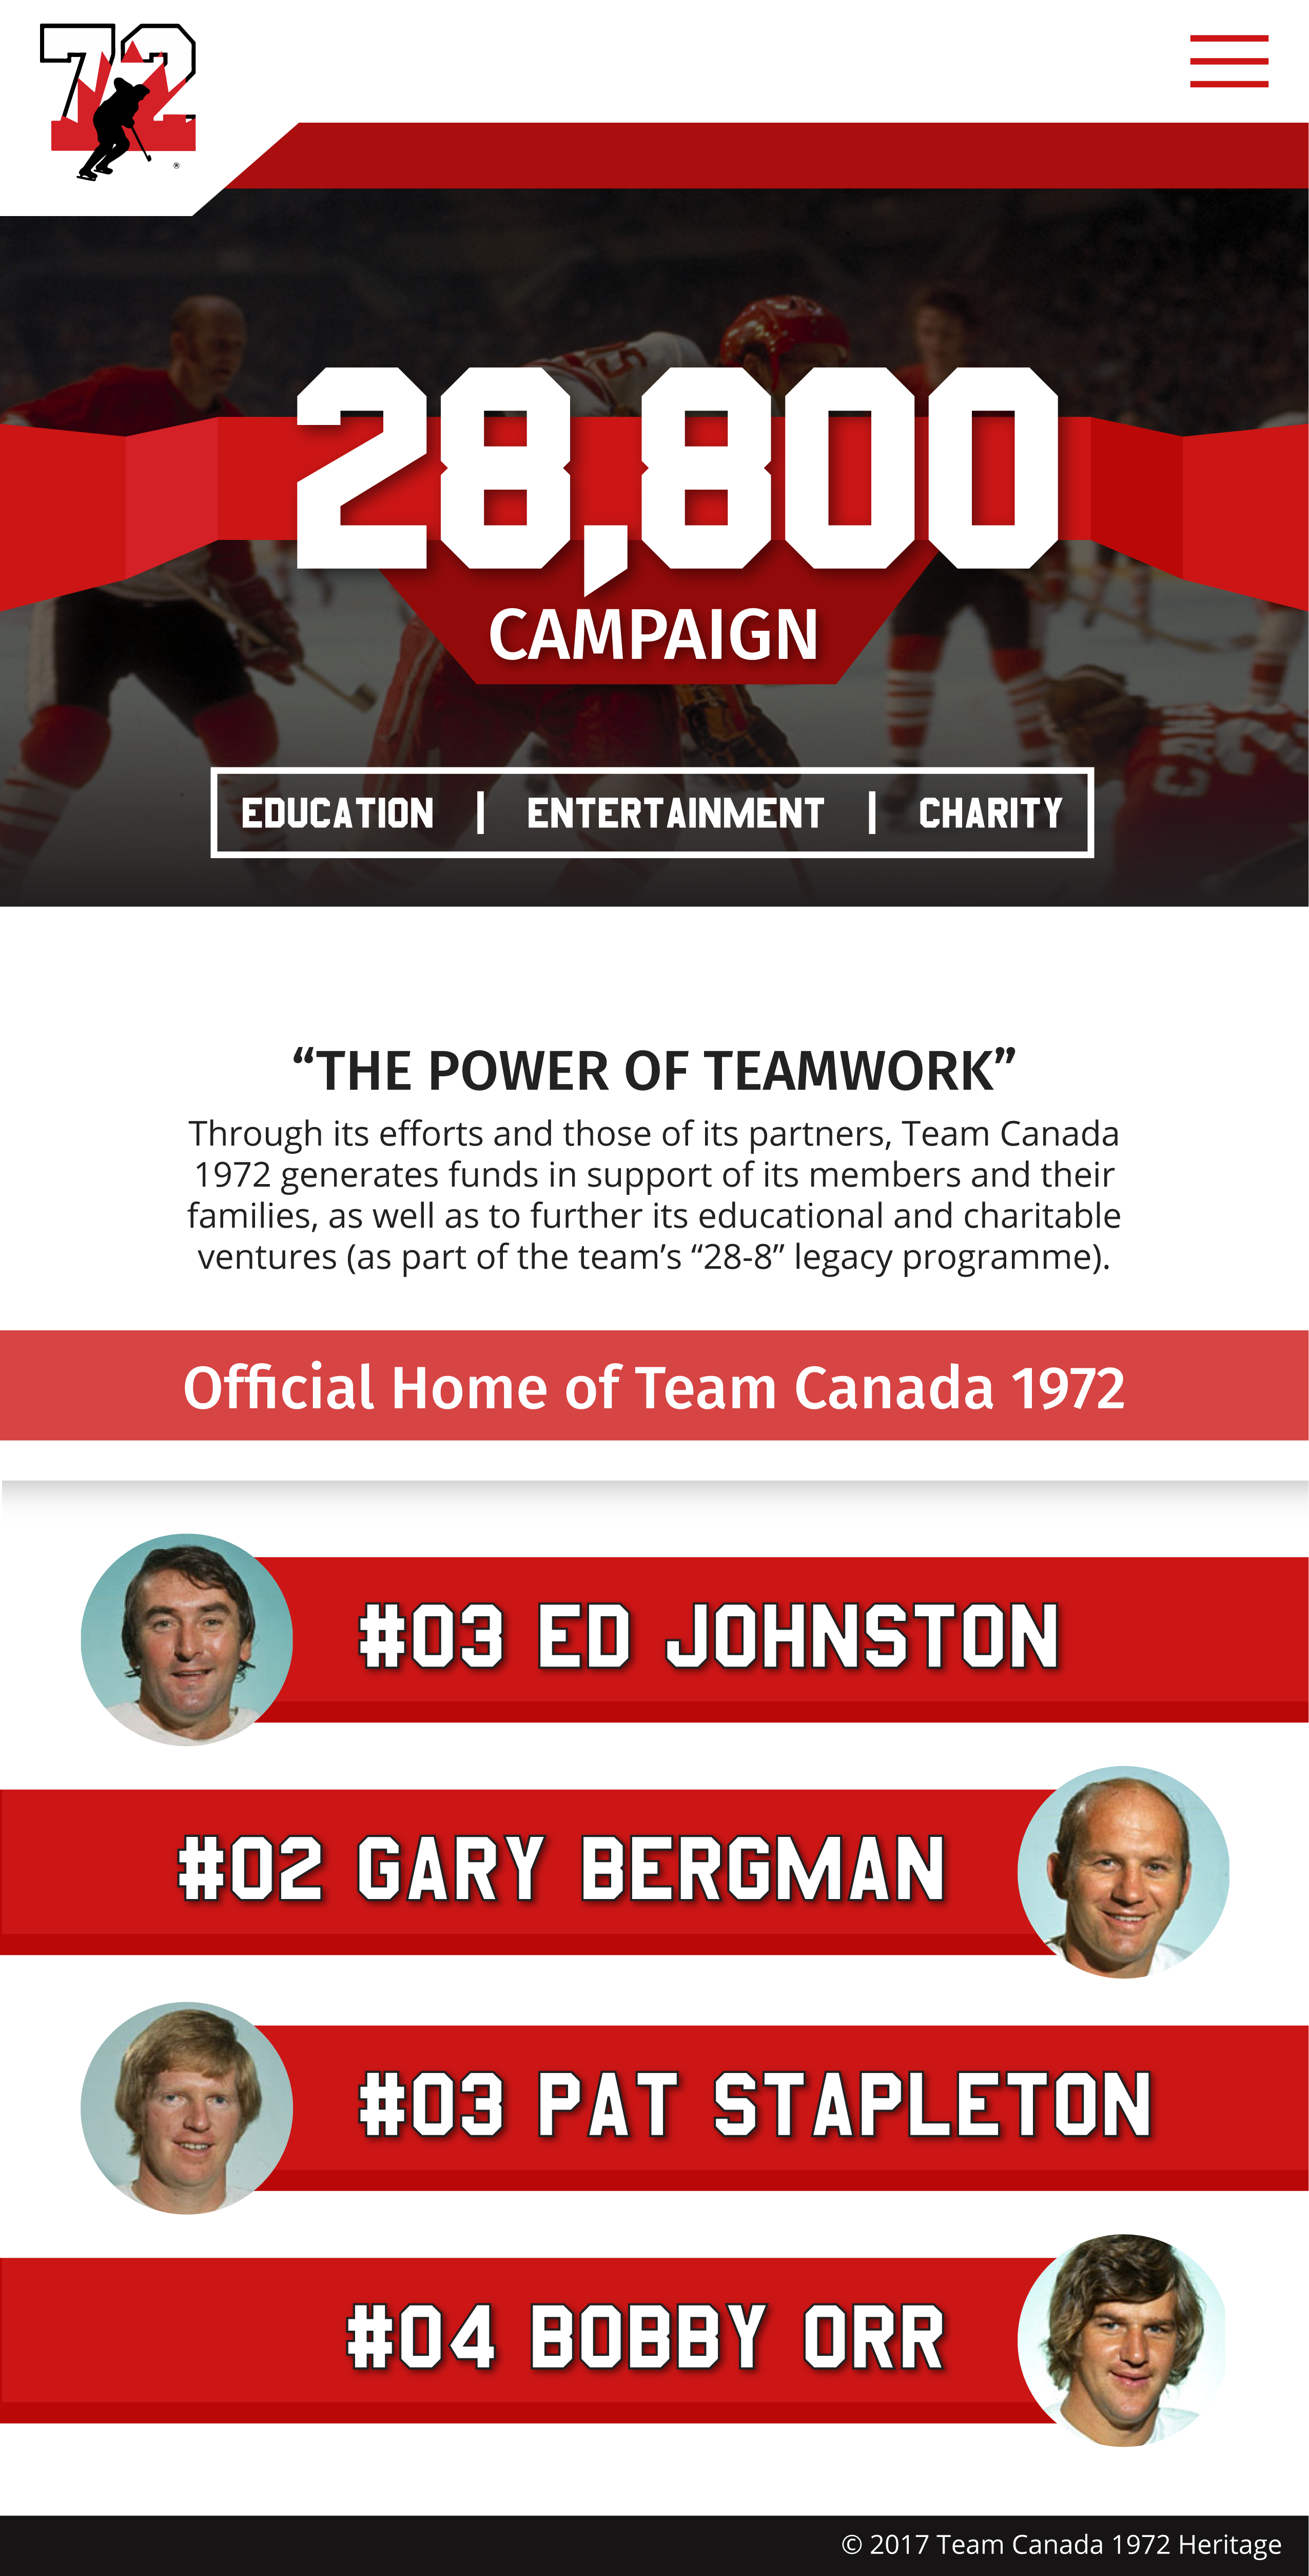 72
®
28,800
CAMPAIGN
EDUCATION | ENTERTAINMENT | CHARITY
CANA
“THE POWER OF TEAMWORK”
Through its efforts and those of its partners, Team Canada
1972 generates funds in support of its members and their
families, as well as to further its educational and charitable
ventures (as part of the team’s “28-8” legacy programme).
Official Home of Team Canada 1972
#03 ED JOHNSTON
#02 GARY BERGMAN
#03 PAT STAPLETON
#04 BOBBY ORR
© 2017 Team Canada 1972 Heritage